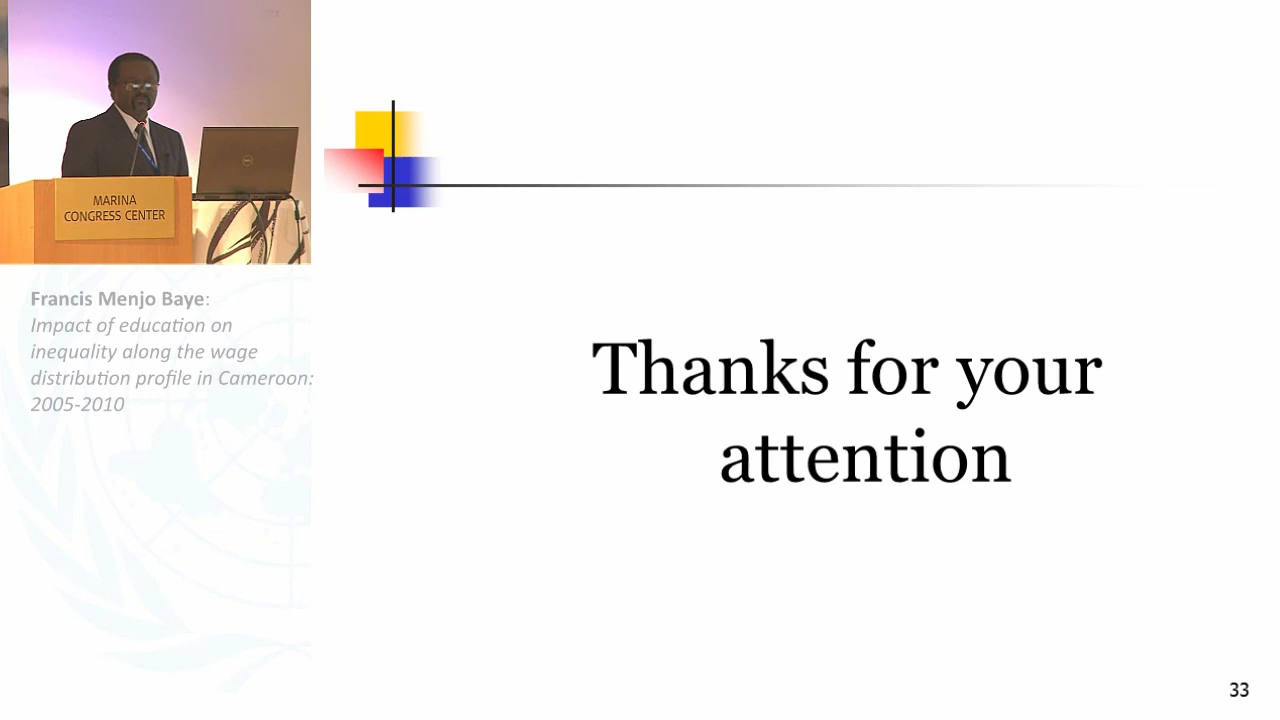 MARINA
CONGRESS CENTER
Francis Menjo Baye:
Impact of education on
inequality along the wage
distribution profile in Cameroon:
2005-2010
Thanks for your
attention
33